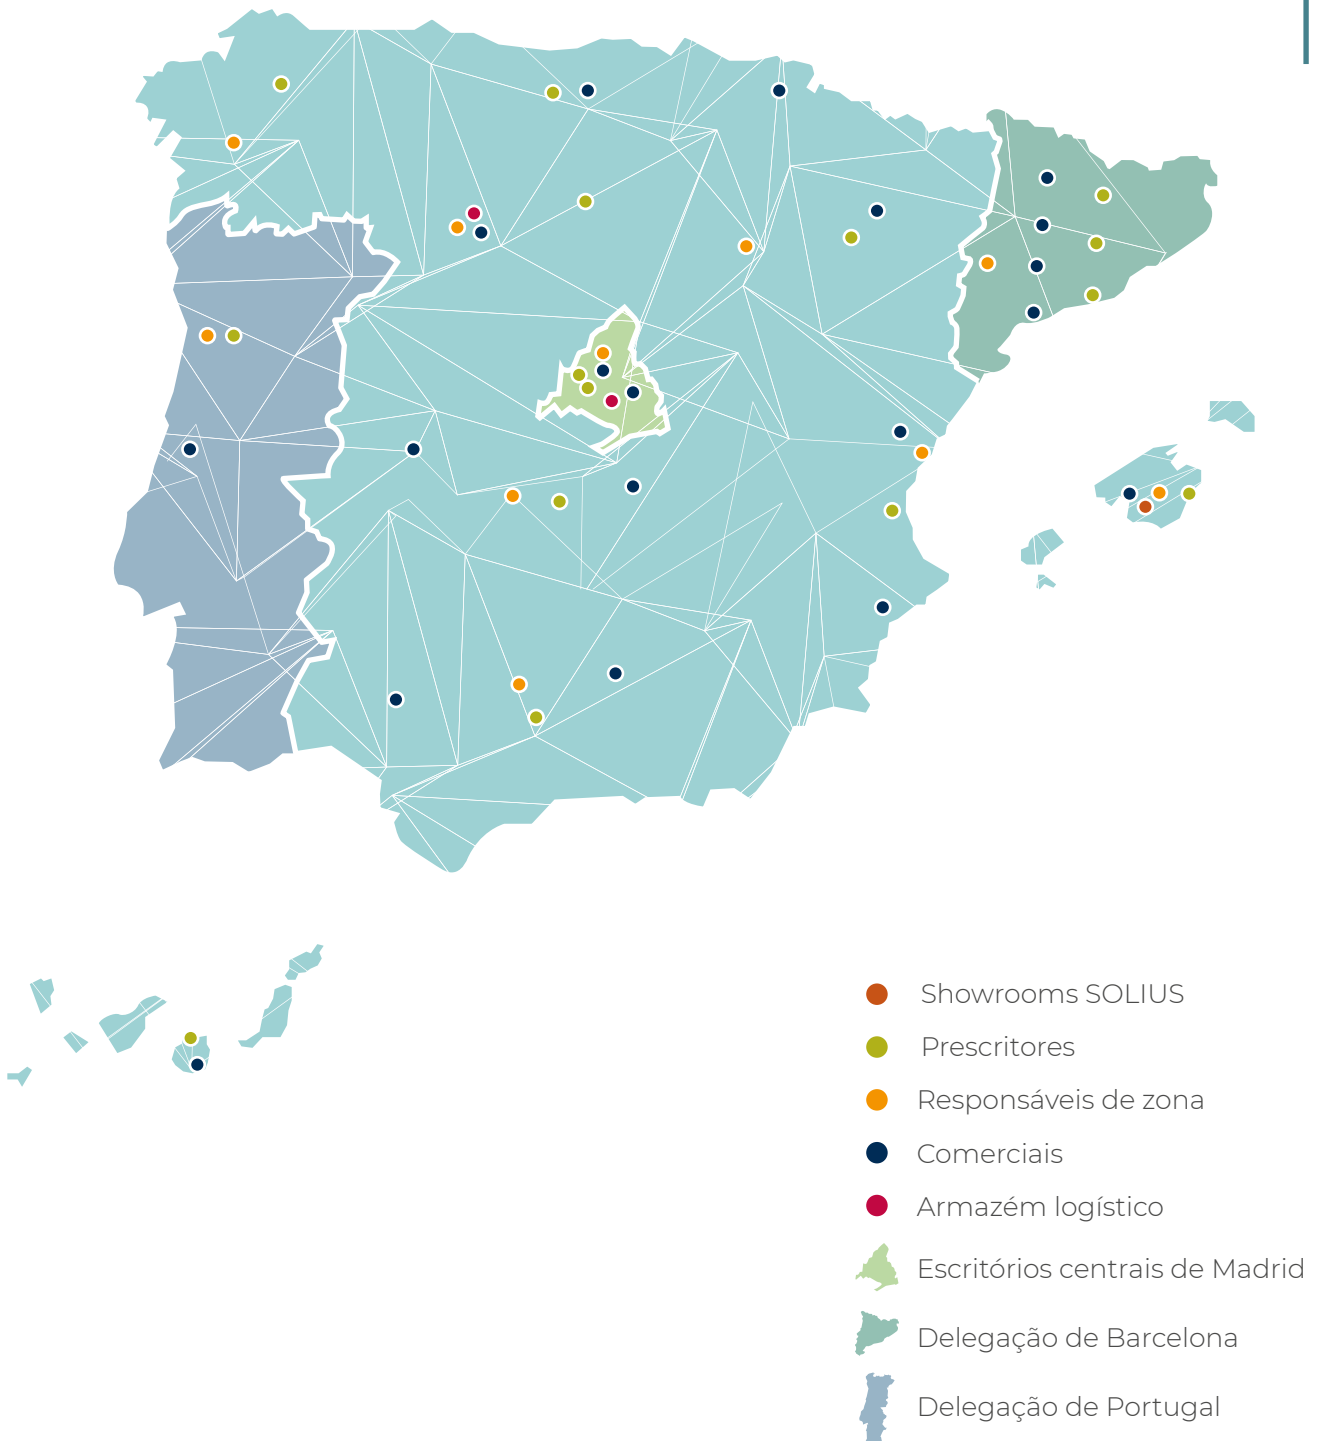 Showrooms SOLIUS
Prescritores
Responsáveis de zona
Comerciais
Armazém logístico
Escritórios centrais de Madrid
Delegação de Barcelona
Delegação de Portugal